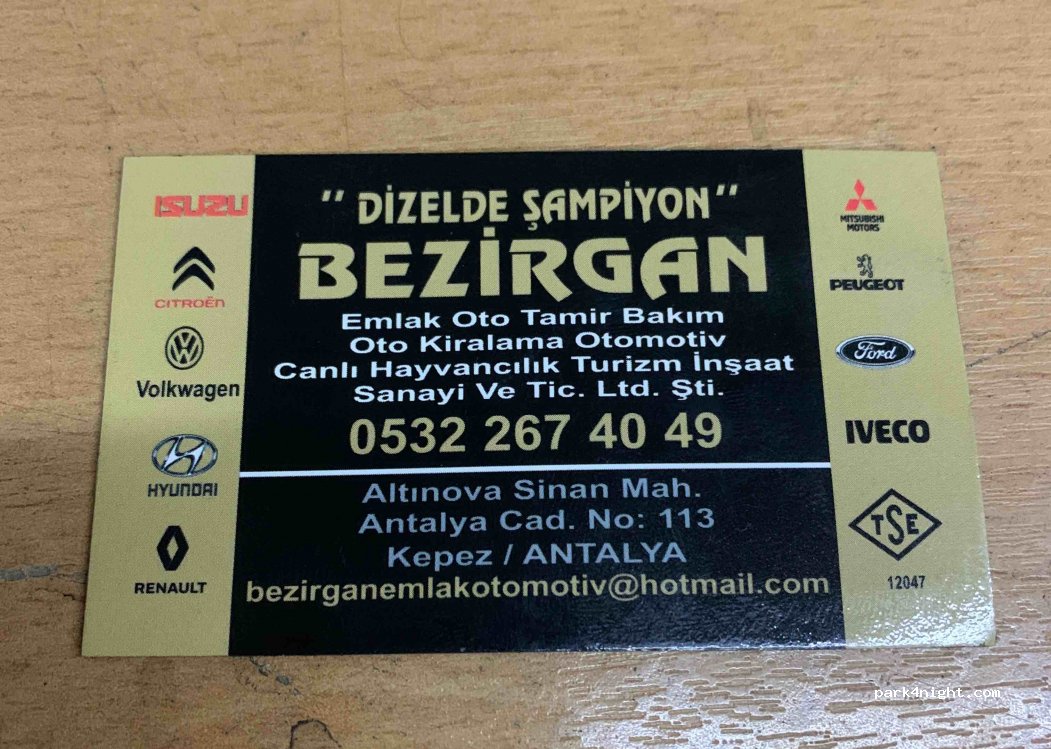 ISUZU
CITROËN
Volkwagen
HYUNDAI
RENAULT
" DİZELDE ŞAMPİYON "
BEZİRGAN
Emlak Oto Tamir Bakım
Oto Kiralama Otomotiv
Canlı Hayvancılık Turizm İnşaat
Sanayi Ve Tic. Ltd. Şti.
0532 267 40 49
Altınova Sinan Mah.
Antalya Cad. No: 113
Kepez / ANTALYA
bezirganemlakotomotiv@hotmail.com
MITSUBISHI
MOTORS
PEUGEOT
Ford
IVECO
TSE
12047
park4night.com